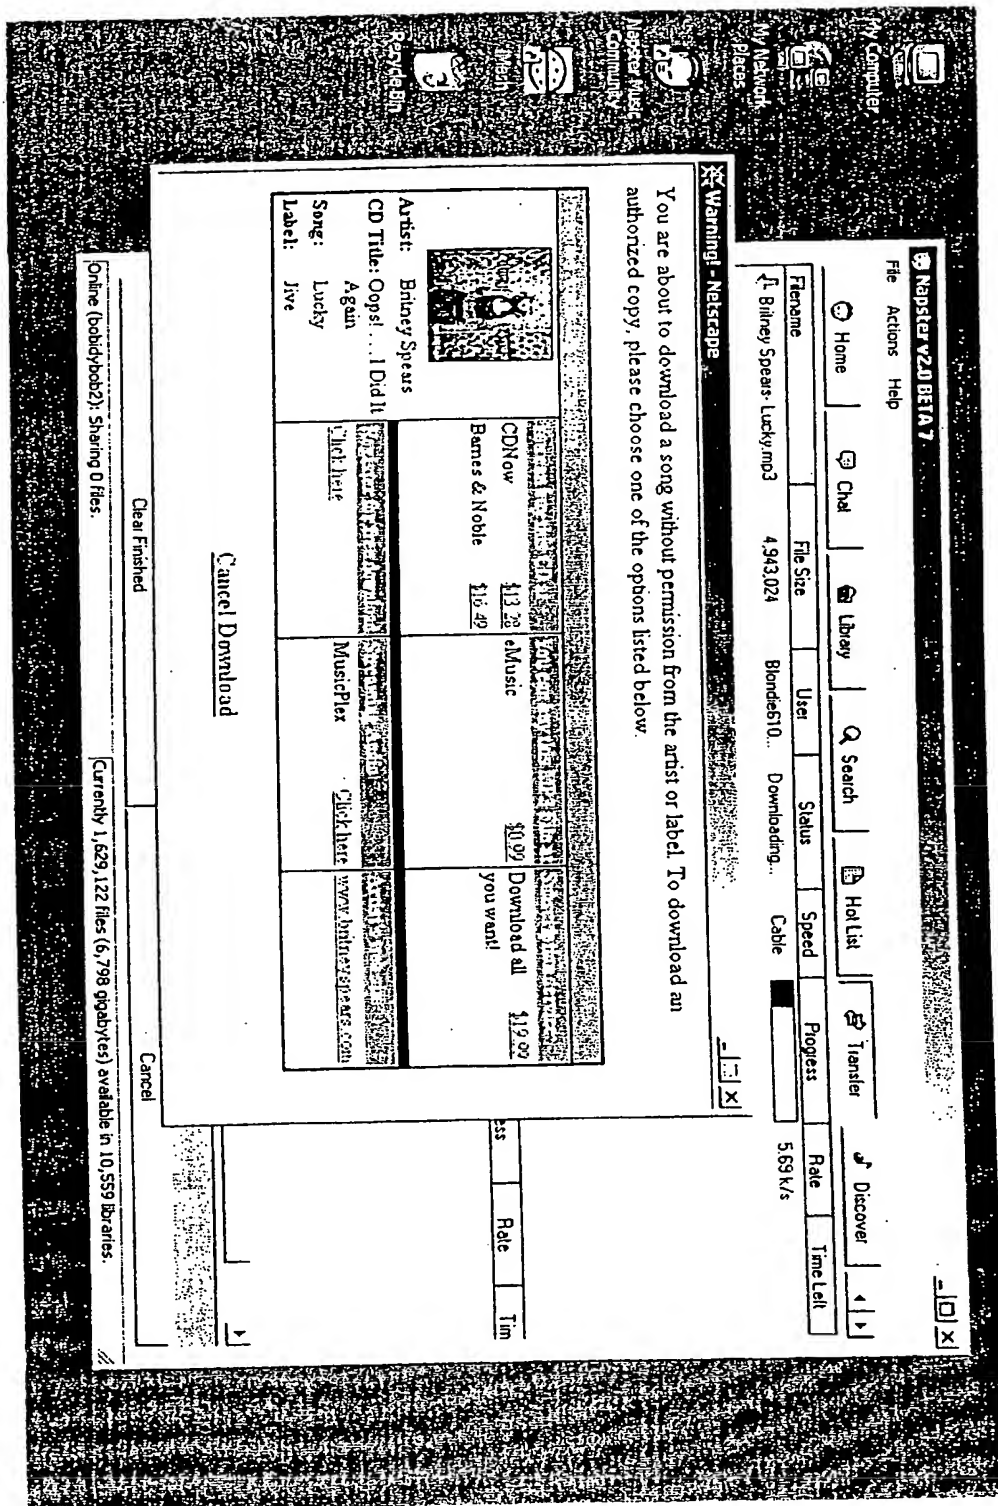 My Computer
My Network
Places
Napster Music
Community
Recycle Bin
Napster v2.0 BETA 7
File Actions Help
Home Chat Library Search Hot List Transfer Discover
Filename File Size User Status Speed Progress Rate Time Left
Britney Spears- Lucky.mp3 4,943,024 Blondie610... Downloading... Cable 5.69 k/s
Warning! - Netscape
You are about to download a song without permission from the artist or label. To download an
authorized copy, please choose one of the options listed below.
CDNow $13.28
Barnes & Noble $16.49
eMusic $0.99
Download all
you want! $19.99
Artist: Britney Spears
CD Title: Oops!... I Did It
Again
Song: Lucky
Label: Jive
Click here
MusicPlex Click here
www.britneyspears.com
Cancel Download
ess Rate Tim
Clear Finished Cancel
Online (bobidybob2): Sharing 0 files.
Currently 1,629,122 files (6,798 gigabytes) available in 10,559 libraries.